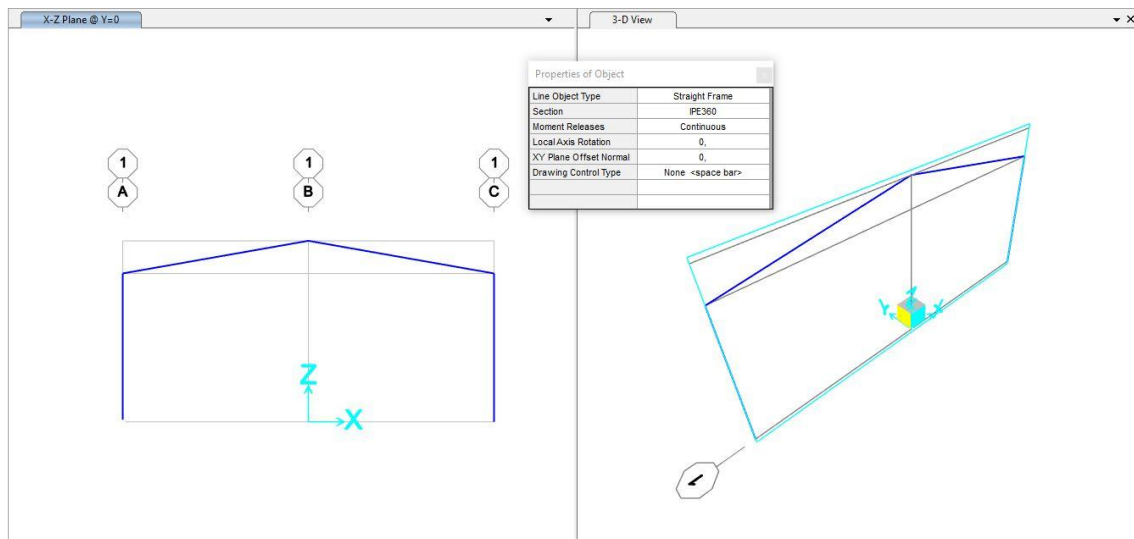 X-Z Plane @ Y=0
3-D View
Properties of Object
Line Object Type Straight Frame
Section IPE360
Moment Releases Continuous
Local Axis Rotation 0,
XY Plane Offset Normal 0,
Drawing Control Type None <space bar>
1 1 1
A B C
Z
X
Z
Y X
1